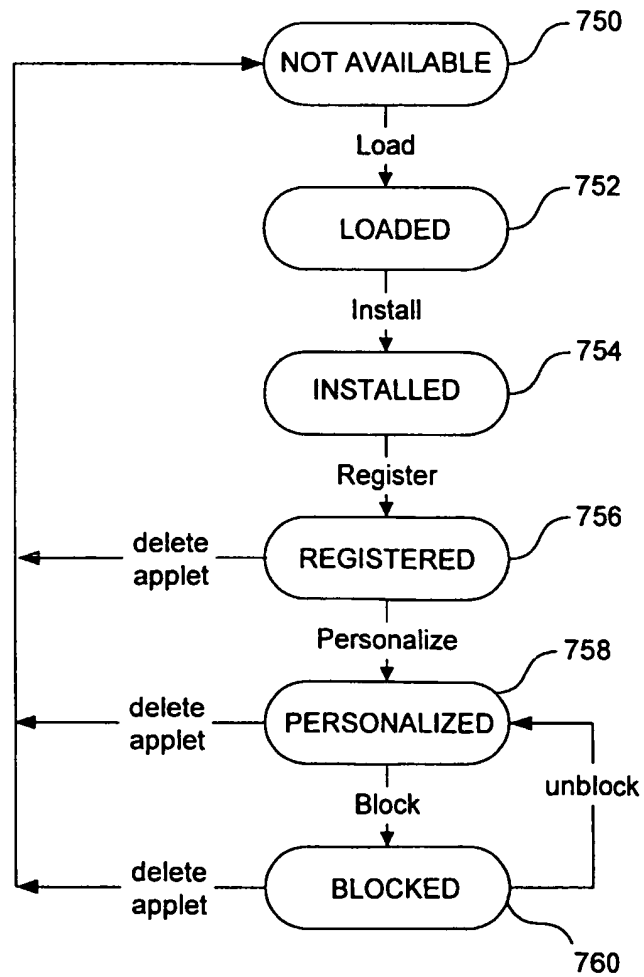 750
NOT AVAILABLE
Load
752
LOADED
Install
754
INSTALLED
Register
756
delete
applet
REGISTERED
Personalize
758
delete
applet
PERSONALIZED
unblock
Block
delete
applet
BLOCKED
760